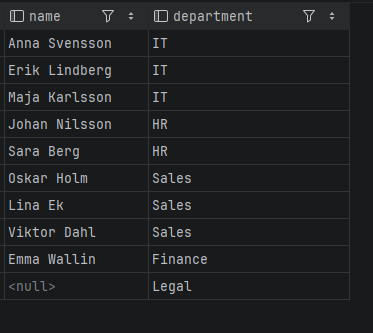 name department
Anna Svensson IT
Erik Lindberg IT
Maja Karlsson IT
Johan Nilsson HR
Sara Berg HR
Oskar Holm Sales
Lina Ek Sales
Viktor Dahl Sales
Emma Wallin Finance
<null> Legal